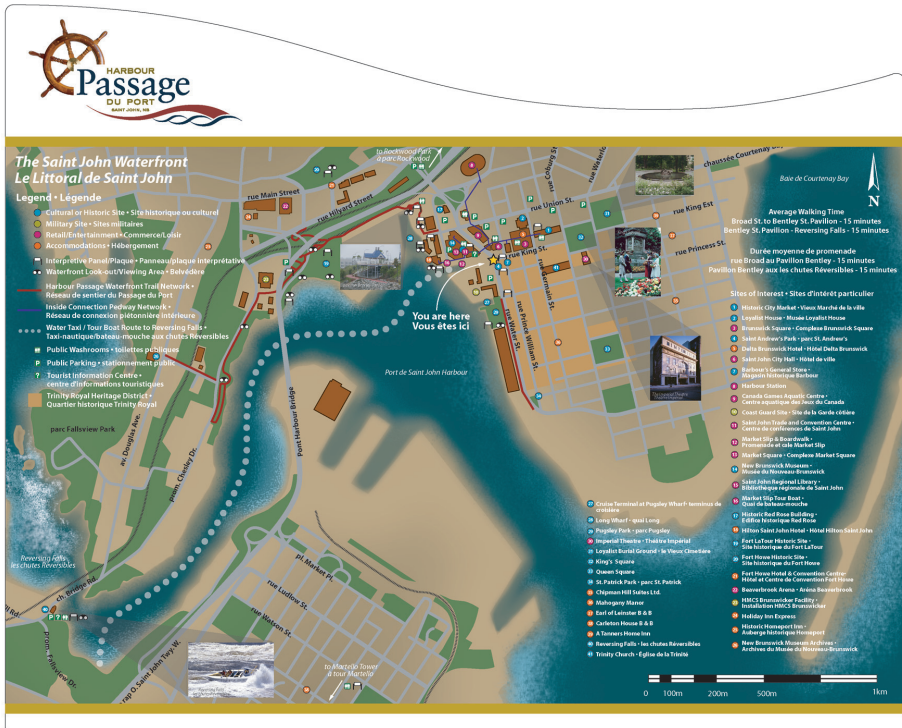 HARBOUR
Passage
DU PORT
SAINT JOHN, NB
The Saint John Waterfront
Le Littoral de Saint John
Legend • Légende
Cultural or Historic Site • Site historique ou culturel
Military Site • Sites militaires
Retail/Entertainment • Commerce/Loisir
Accommodations • Hébergement
Interpretive Panel/Plaque • Panneau/plaque interprétative
Waterfront Look-out/Viewing Area • Belvédère
Harbour Passage Waterfront Trail Network •
Réseau de sentier du Passage du Port
Inside Connection Pedway Network •
Réseau de connexion piétonnière intérieure
Water Taxi / Tour Boat Route to Reversing Falls •
Taxi-nautique/bateau-mouche aux chutes Réversibles
Public Washrooms • toilettes publiques
P Public Parking • stationnement public
? Tourist Information Centre •
centre d'informations touristiques
Trinity Royal Heritage District •
Quartier historique Trinity Royal
to Rockwood Park
à parc Rockwood
rue Main Street
rue Hilyard Street
rue Coburg St.
rue Waterloo
rue Union St.
chaussée Courtenay
Baie de Courtenay Bay
N
rue King Est
rue Princess St.
rue King St.
rue Germain St.
rue Prince William St.
rue Water St.
You are here
Vous êtes ici
Port de Saint John Harbour
Pont Harbour Bridge
parc Fallsview Park
av. Douglas Ave.
prom. Chesley Dr.
Reversing Falls
les chutes Réversibles
ch. Bridge Rd.
prom. Fallsview Dr.
rap O. Saint John Twy. W.
pl. Market Pl.
rue Ludlow St.
rue Watson St.
to Martello Tower
à tour Martello
Average Walking Time
Broad St. to Bentley St. Pavilion - 15 minutes
Bentley St. Pavilion - Reversing Falls - 15 minutes
Durée moyenne de promenade
rue Broad au Pavillon Bentley - 15 minutes
Pavillon Bentley aux les chutes Réversibles - 15 minutes
Sites of Interest • Sites d'intérêt particulier
1 Historic City Market • Vieux Marché de la ville
2 Loyalist House • Musée Loyalist House
3 Brunswick Square • Complexe Brunswick Square
4 Saint Andrew's Park • parc St. Andrew's
5 Delta Brunswick Hotel • Hôtel Delta Brunswick
6 Saint John City Hall • Hôtel de ville
7 Barbour's General Store •
Magasin historique Barbour
8 Harbour Station
9 Canada Games Aquatic Centre •
Centre aquatique des Jeux du Canada
10 Coast Guard Site • Site de la Garde côtière
11 Saint John Trade and Convention Centre •
Centre de conférences de Saint John
12 Market Slip & Boardwalk •
Promenade et cale Market Slip
13 Market Square • Complexe Market Square
14 New Brunswick Museum •
Musée du Nouveau-Brunswick
15 Saint John Regional Library •
Bibliothèque régionale de Saint John
16 Market Slip Tour Boat •
Quai de bateau-mouche
17 Historic Red Rose Building •
Edifice historique Red Rose
18 Hilton Saint John Hotel • Hôtel Hilton Saint John
19 Fort LaTour Historic Site •
Site historique du Fort LaTour
20 Fort Howe Historic Site •
Site historique du Fort Howe
21 Fort Howe Hotel & Convention Centre •
Hôtel et Centre de Convention Fort Howe
22 Beaverbrook Arena • Aréna Beaverbrook
23 HMCS Brunswicker Facility •
Installation HMCS Brunswicker
24 Holiday Inn Express
25 Historic Homeport Inn •
Auberge historique Homeport
26 New Brunswick Museum Archives •
Archives du Musée du Nouveau-Brunswick
27 Cruise Terminal at Pugsley Wharf • terminus de
croisière
28 Long Wharf • quai Long
29 Pugsley Park • parc Pugsley
30 Imperial Theatre • Théâtre Impérial
31 Loyalist Burial Ground • le Vieux Cimetière
32 King's Square
33 Queen Square
34 St. Patrick Park • parc St. Patrick
35 Chipman Hill Suites Ltd.
36 Mahogany Manor
37 Earl of Leinster B & B
38 Carleton House B & B
39 A Tanners Home Inn
40 Reversing Falls • les chutes Réversibles
41 Trinity Church • Église de la Trinité
0 100m 200m 500m 1km